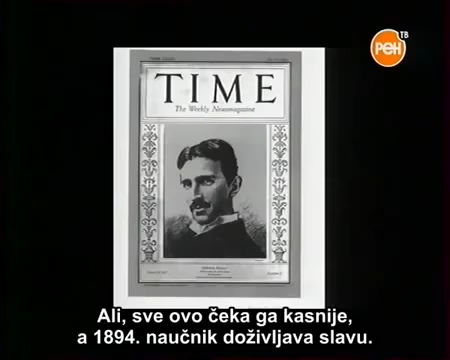 РЕН ТВ
TIME
The Weekly Newsmagazine
Ali, sve ovo čeka ga kasnije,
a 1894. naučnik doživljava slavu.